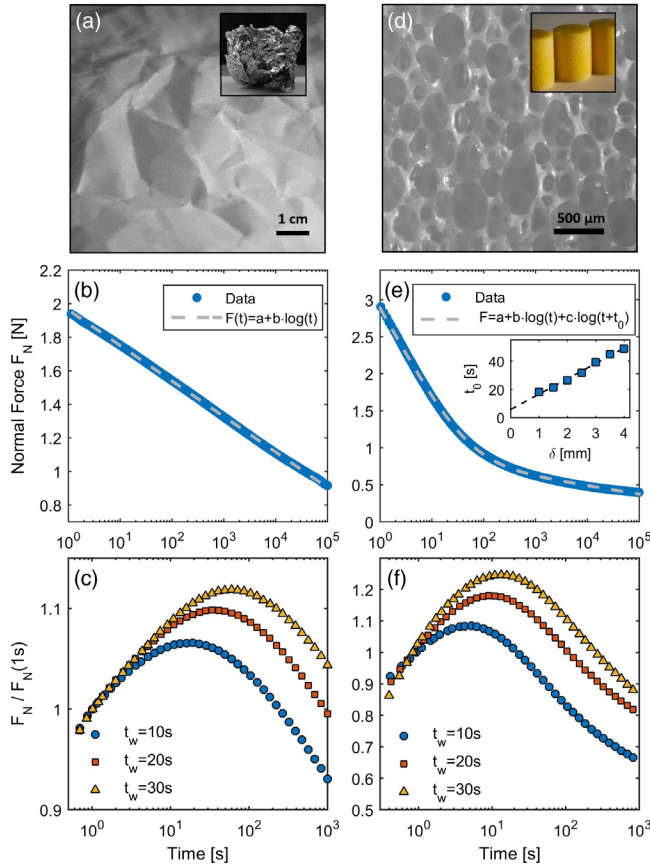 (a)
1 cm
(d)
500 μm
(b)
Data
F(t)=a+b·log(t)
Normal Force F_N [N]
2.2
2
1.8
1.6
1.4
1.2
1
0.8
10^0 10^1 10^2 10^3 10^4 10^5
(e)
Data
F=a+b·log(t)+c·log(t+t_0)
3
2.5
2
1.5
1
0.5
0
t_0 [s]
40
20
0
0 1 2 3 4
δ [mm]
10^0 10^1 10^2 10^3 10^4 10^5
(c)
F_N / F_N(1s)
1.1
1
0.9
t_w=10s
t_w=20s
t_w=30s
10^0 10^1 10^2 10^3
Time [s]
(f)
1.2
1.1
1
0.9
0.8
0.7
0.6
0.5
t_w=10s
t_w=20s
t_w=30s
10^0 10^1 10^2 10^3
Time [s]